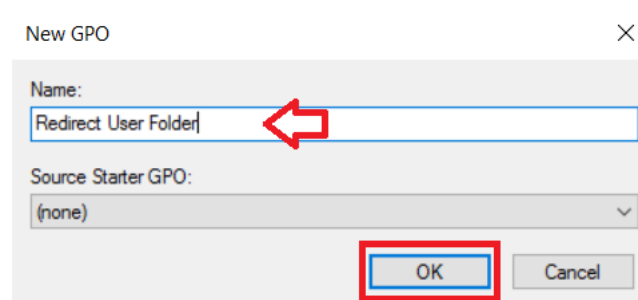 New GPO
Name:
Redirect User Folder
Source Starter GPO:
(none)
OK Cancel